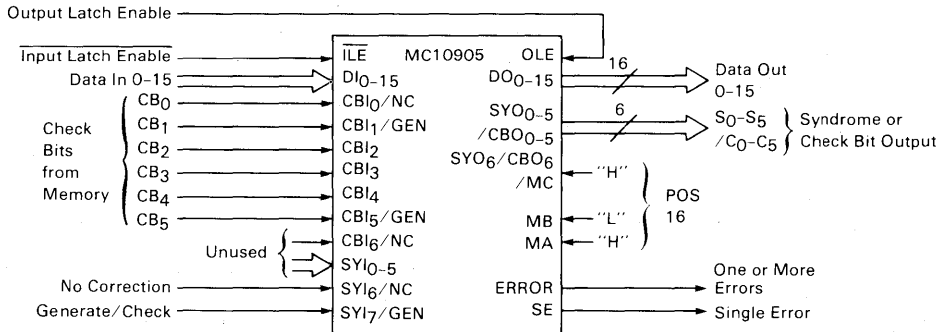 Output Latch Enable
Input Latch Enable
Data In 0-15
Check
Bits
from
Memory
CB0
CB1
CB2
CB3
CB4
CB5
Unused
No Correction
Generate/Check
ILE MC10905 OLE
DI0-15
CBI0/NC
CBI1/GEN
CBI2
CBI3
CBI4
CBI5/GEN
CBI6/NC
SYI0-5
SYI6/NC
SYI7/GEN
DO0-15
SYO0-5
/CBO0-5
SYO6/CBO6
/MC
MB
MA
ERROR
SE
16
6
"H"
"L"
"H"
POS
16
Data Out
0-15
S0-S5
/C0-C5
Syndrome or
Check Bit Output
One or More
Errors
Single Error